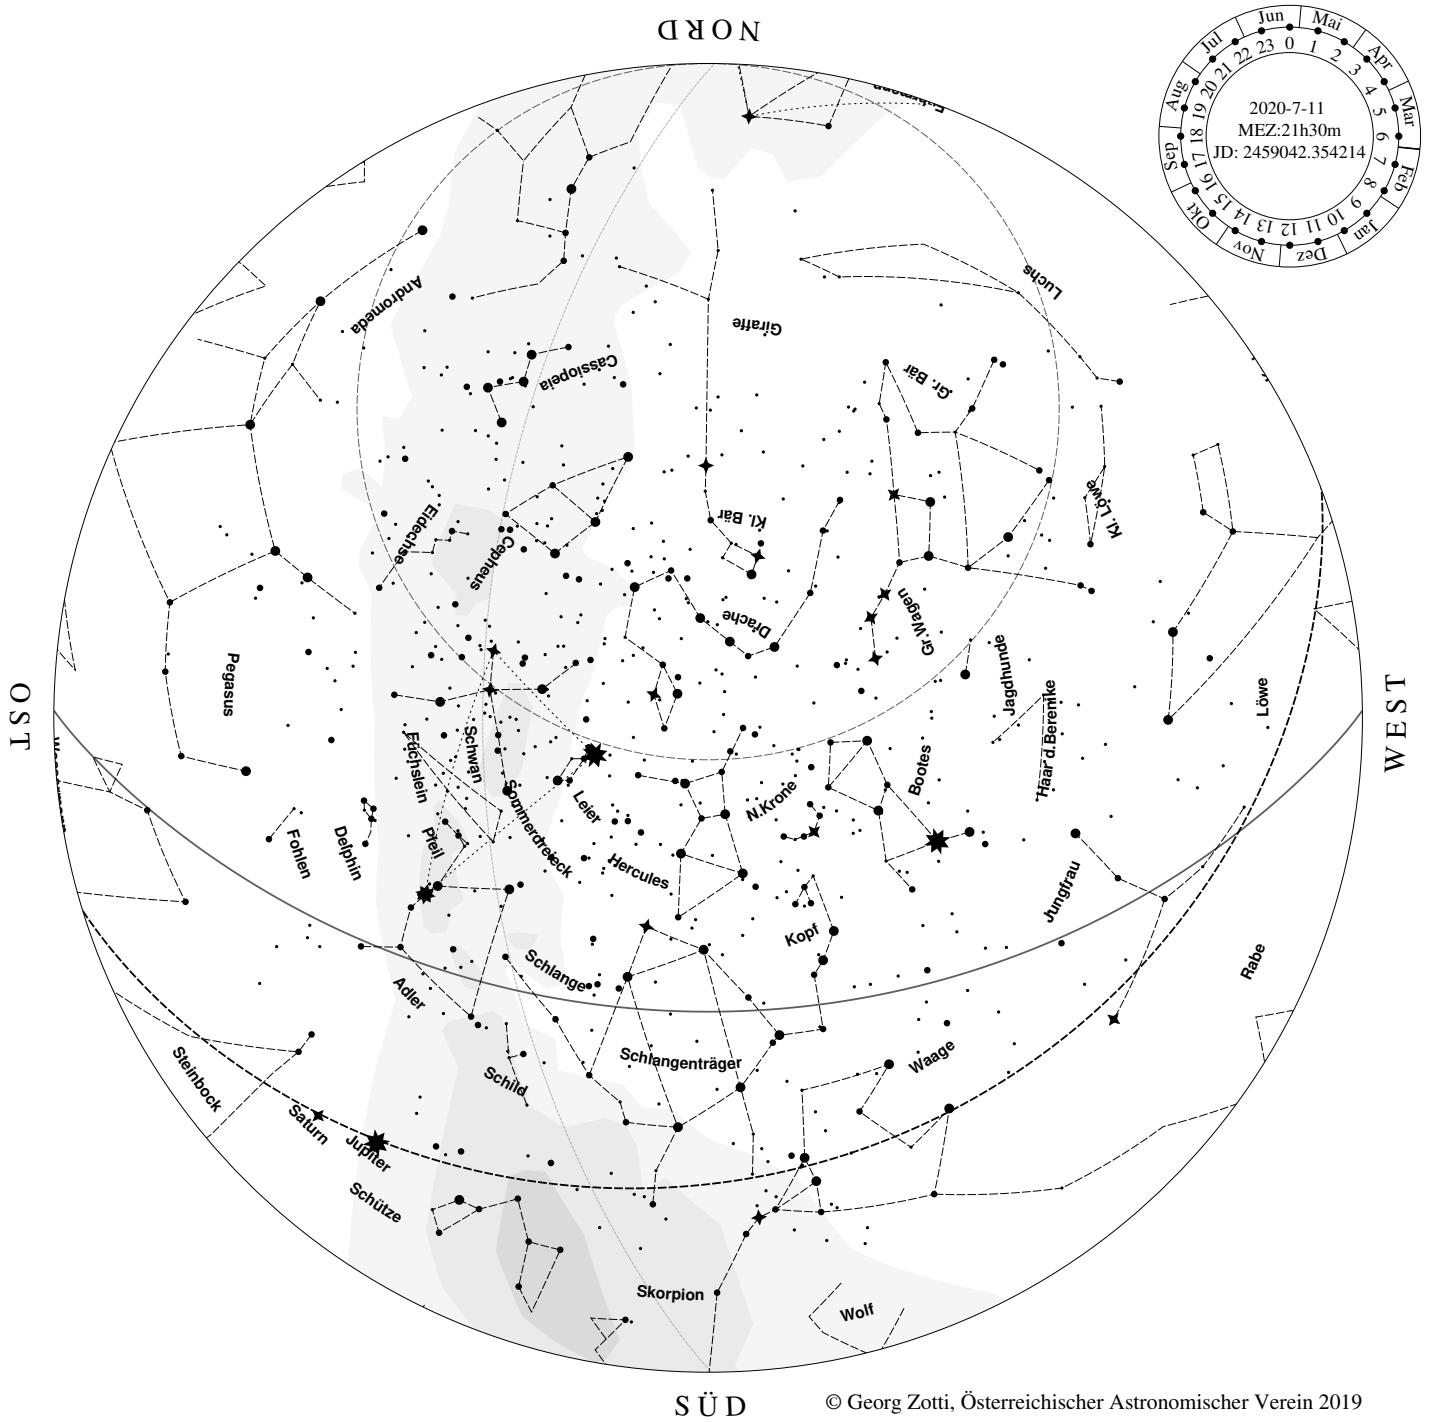 NORD
Jun
Mai
Apr
Mar
Feb
Jan
Dez
Nov
Okt
Sep
Aug
Jul
0 1 2 3 4 5 6 7 8 9 10 11 12 13 14 15 16 17 18 19 20 21 22 23
2020-7-11
MEZ:21h30m
JD: 2459042.354214
Andromeda
Luchs
Giraffe
Cassiopeia
Gr. Bär
Kl. Löwe
Eidechse
Kl. Bär
Cepheus
Drache
Gr.Wagen
Jagdhunde
Pegasus
OST
WEST
Löwe
Haar d.Berenike
Füchslein
Schwan
Bootes
Leier
N.Krone
Sommerdreieck
Fohlen
Delphin
Pfeil
Hercules
Jungfrau
Kopf
Rabe
Schlange
Adler
Schlangenträger
Waage
Steinbock
Schild
Saturn
Jupiter
Schütze
Skorpion
Wolf
SÜD
© Georg Zotti, Österreichischer Astronomischer Verein 2019